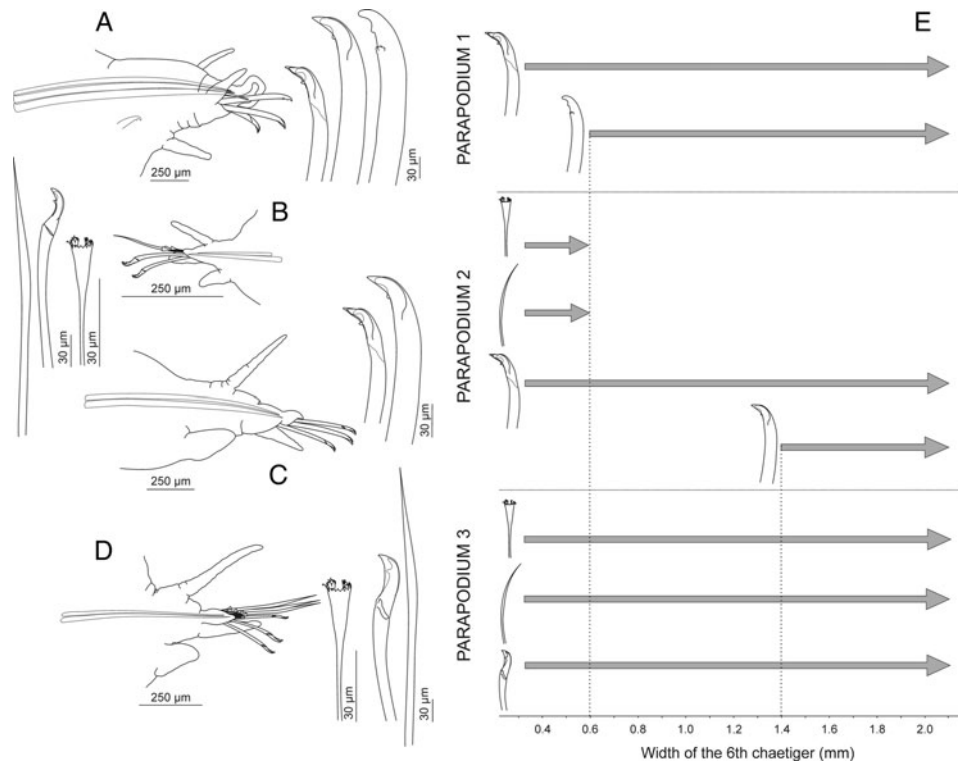 A
250 µm
30 µm
B
250 µm
30 µm
30 µm
30 µm
250 µm
C
D
250 µm
30 µm
30 µm
E
PARAPODIUM 1
PARAPODIUM 2
PARAPODIUM 3
0.4 0.6 0.8 1.0 1.2 1.4 1.6 1.8 2.0
Width of the 6th chaetiger (mm)